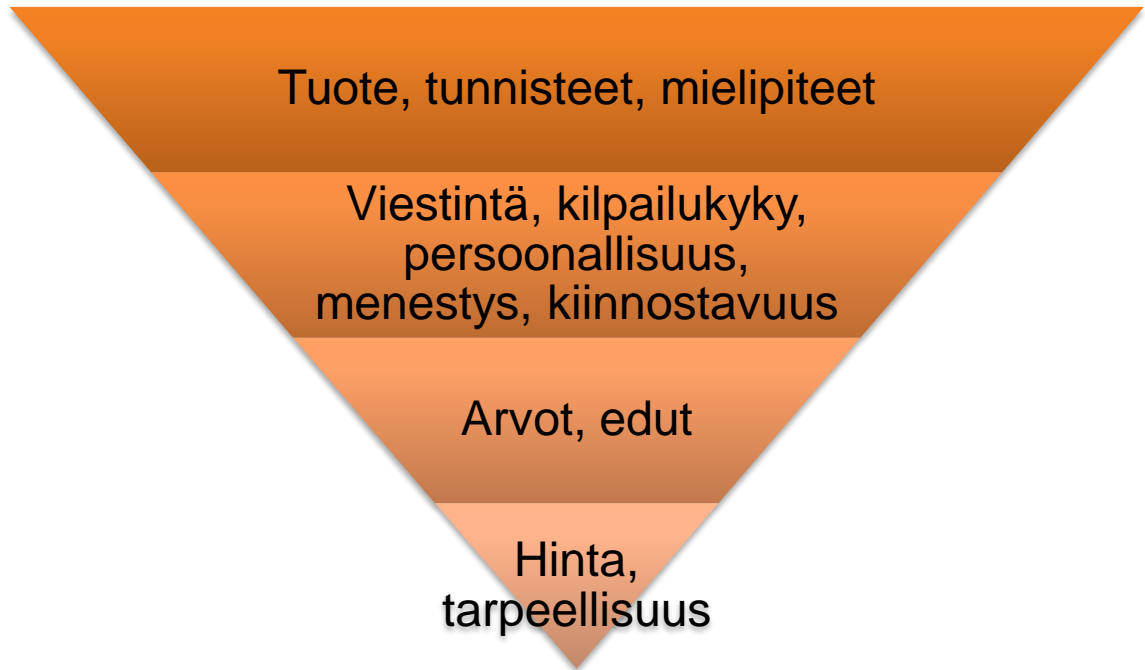 Tuote, tunnisteet, mielipiteet
Viestintä, kilpailukyky,
persoonallisuus,
menestys, kiinnostavuus
Arvot, edut
Hinta,
tarpeellisuus